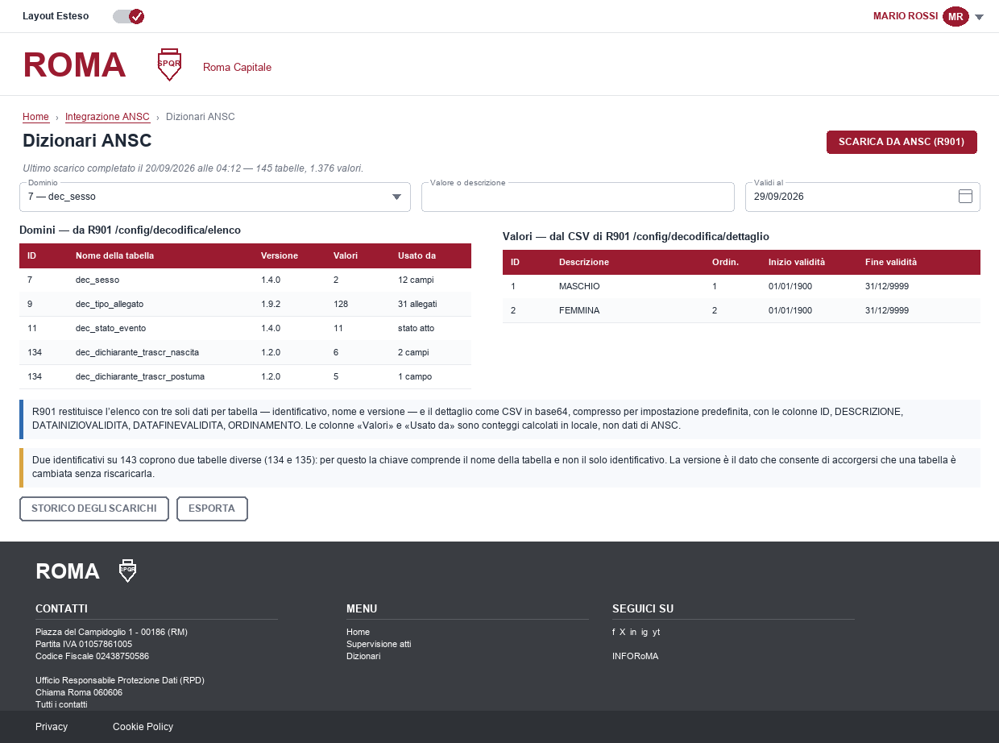 Layout Esteso
MARIO ROSSI MR
ROMA SPQR Roma Capitale
Home › Integrazione ANSC › Dizionari ANSC
Dizionari ANSC
SCARICA DA ANSC (R901)
Ultimo scarico completato il 20/09/2026 alle 04:12 — 145 tabelle, 1.376 valori.
Dominio
7 — dec_sesso
Valore o descrizione
Validi al
29/09/2026
Domini — da R901 /config/decodifica/elenco
ID Nome della tabella Versione Valori Usato da
7 dec_sesso 1.4.0 2 12 campi
9 dec_tipo_allegato 1.9.2 128 31 allegati
11 dec_stato_evento 1.4.0 11 stato atto
134 dec_dichiarante_trascr_nascita 1.2.0 6 2 campi
134 dec_dichiarante_trascr_postuma 1.2.0 5 1 campo
Valori — dal CSV di R901 /config/decodifica/dettaglio
ID Descrizione Ordin. Inizio validità Fine validità
1 MASCHIO 1 01/01/1900 31/12/9999
2 FEMMINA 2 01/01/1900 31/12/9999
R901 restituisce l’elenco con tre soli dati per tabella — identificativo, nome e versione — e il dettaglio come CSV in base64, compresso per impostazione predefinita, con le colonne ID, DESCRIZIONE,
DATAINIZIOVALIDITA, DATAFINEVALIDITA, ORDINAMENTO. Le colonne «Valori» e «Usato da» sono conteggi calcolati in locale, non dati di ANSC.
Due identificativi su 143 coprono due tabelle diverse (134 e 135): per questo la chiave comprende il nome della tabella e non il solo identificativo. La versione è il dato che consente di accorgersi che una tabella è
cambiata senza riscaricarla.
STORICO DEGLI SCARICHI
ESPORTA
ROMA SPQR
CONTATTI
Piazza del Campidoglio 1 - 00186 (RM)
Partita IVA 01057861005
Codice Fiscale 02438750586
Ufficio Responsabile Protezione Dati (RPD)
Chiama Roma 060606
Tutti i contatti
MENU
Home
Supervisione atti
Dizionari
SEGUICI SU
f X in ig yt
INFORoMA
Privacy
Cookie Policy